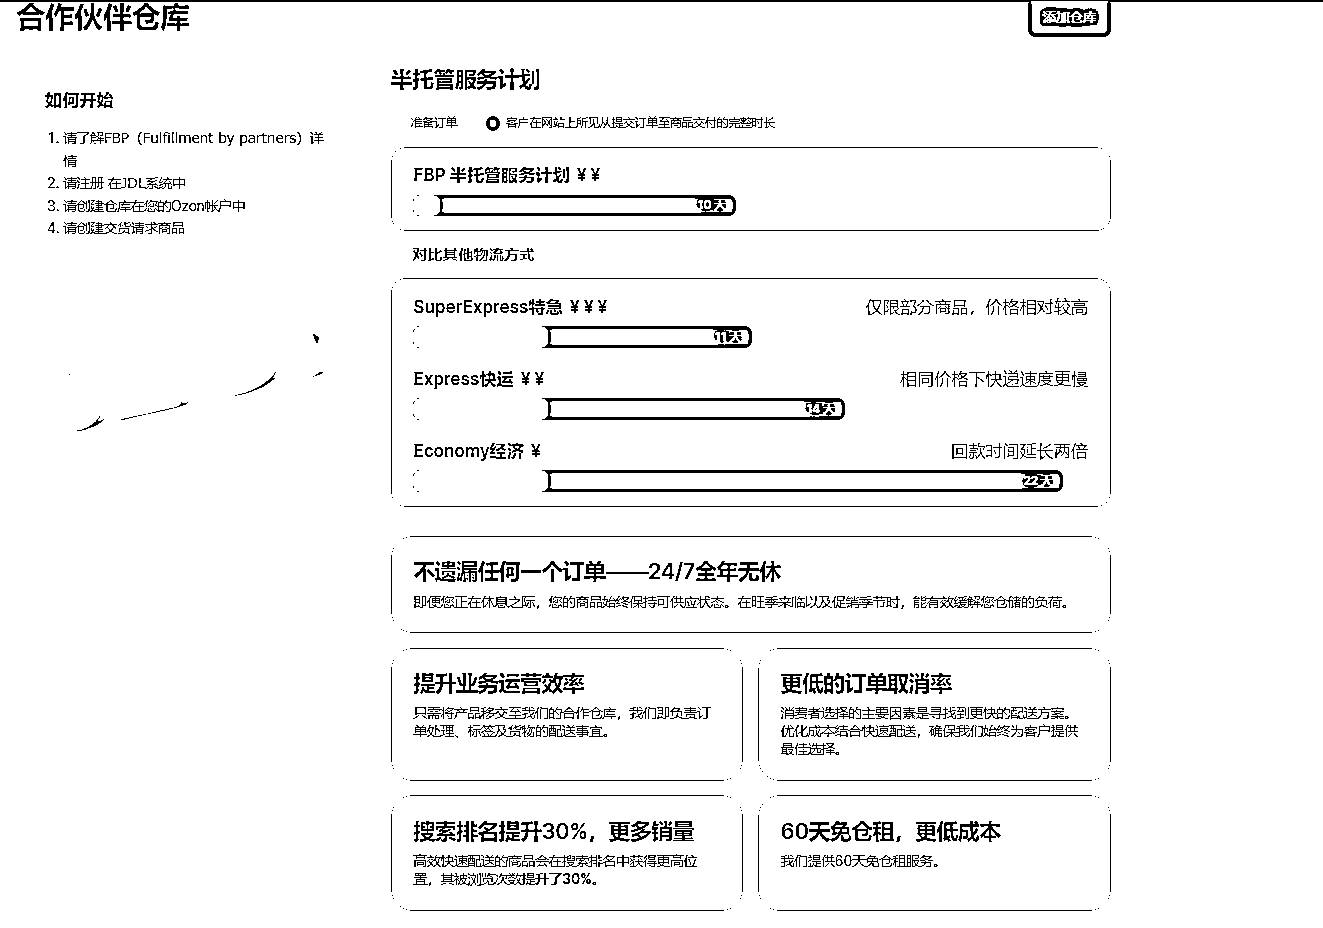 合作伙伴仓库
添加仓库
如何开始
1. 请了解FBP（Fulfillment by partners）详
情
2. 请注册 在JDL系统中
3. 请创建仓库在您的Ozon帐户中
4. 请创建交货请求商品
半托管服务计划
准备订单
客户在网站上所见从提交订单至商品交付的完整时长
FBP 半托管服务计划 ¥¥
10天
对比其他物流方式
SuperExpress特急 ¥¥¥
仅限部分商品，价格相对较高
11天
Express快运 ¥¥
相同价格下快递速度更慢
14天
Economy经济 ¥
回款时间延长两倍
22天
不遗漏任何一个订单——24/7全年无休
即便您正在休息之际，您的商品始终保持可供应状态。在旺季来临以及促销季节时，能有效缓解您仓储的负荷。
提升业务运营效率
只需将产品移交至我们的合作仓库，我们即负责订
单处理、标签及货物的配送事宜。
更低的订单取消率
消费者选择的主要因素是寻找到更快的配送方案。
优化成本结合快速配送，确保我们始终为客户提供
最佳选择。
搜索排名提升30%，更多销量
高效快速配送的商品会在搜索排名中获得更高位
置，其被浏览次数提升了30%。
60天免仓租，更低成本
我们提供60天免仓租服务。